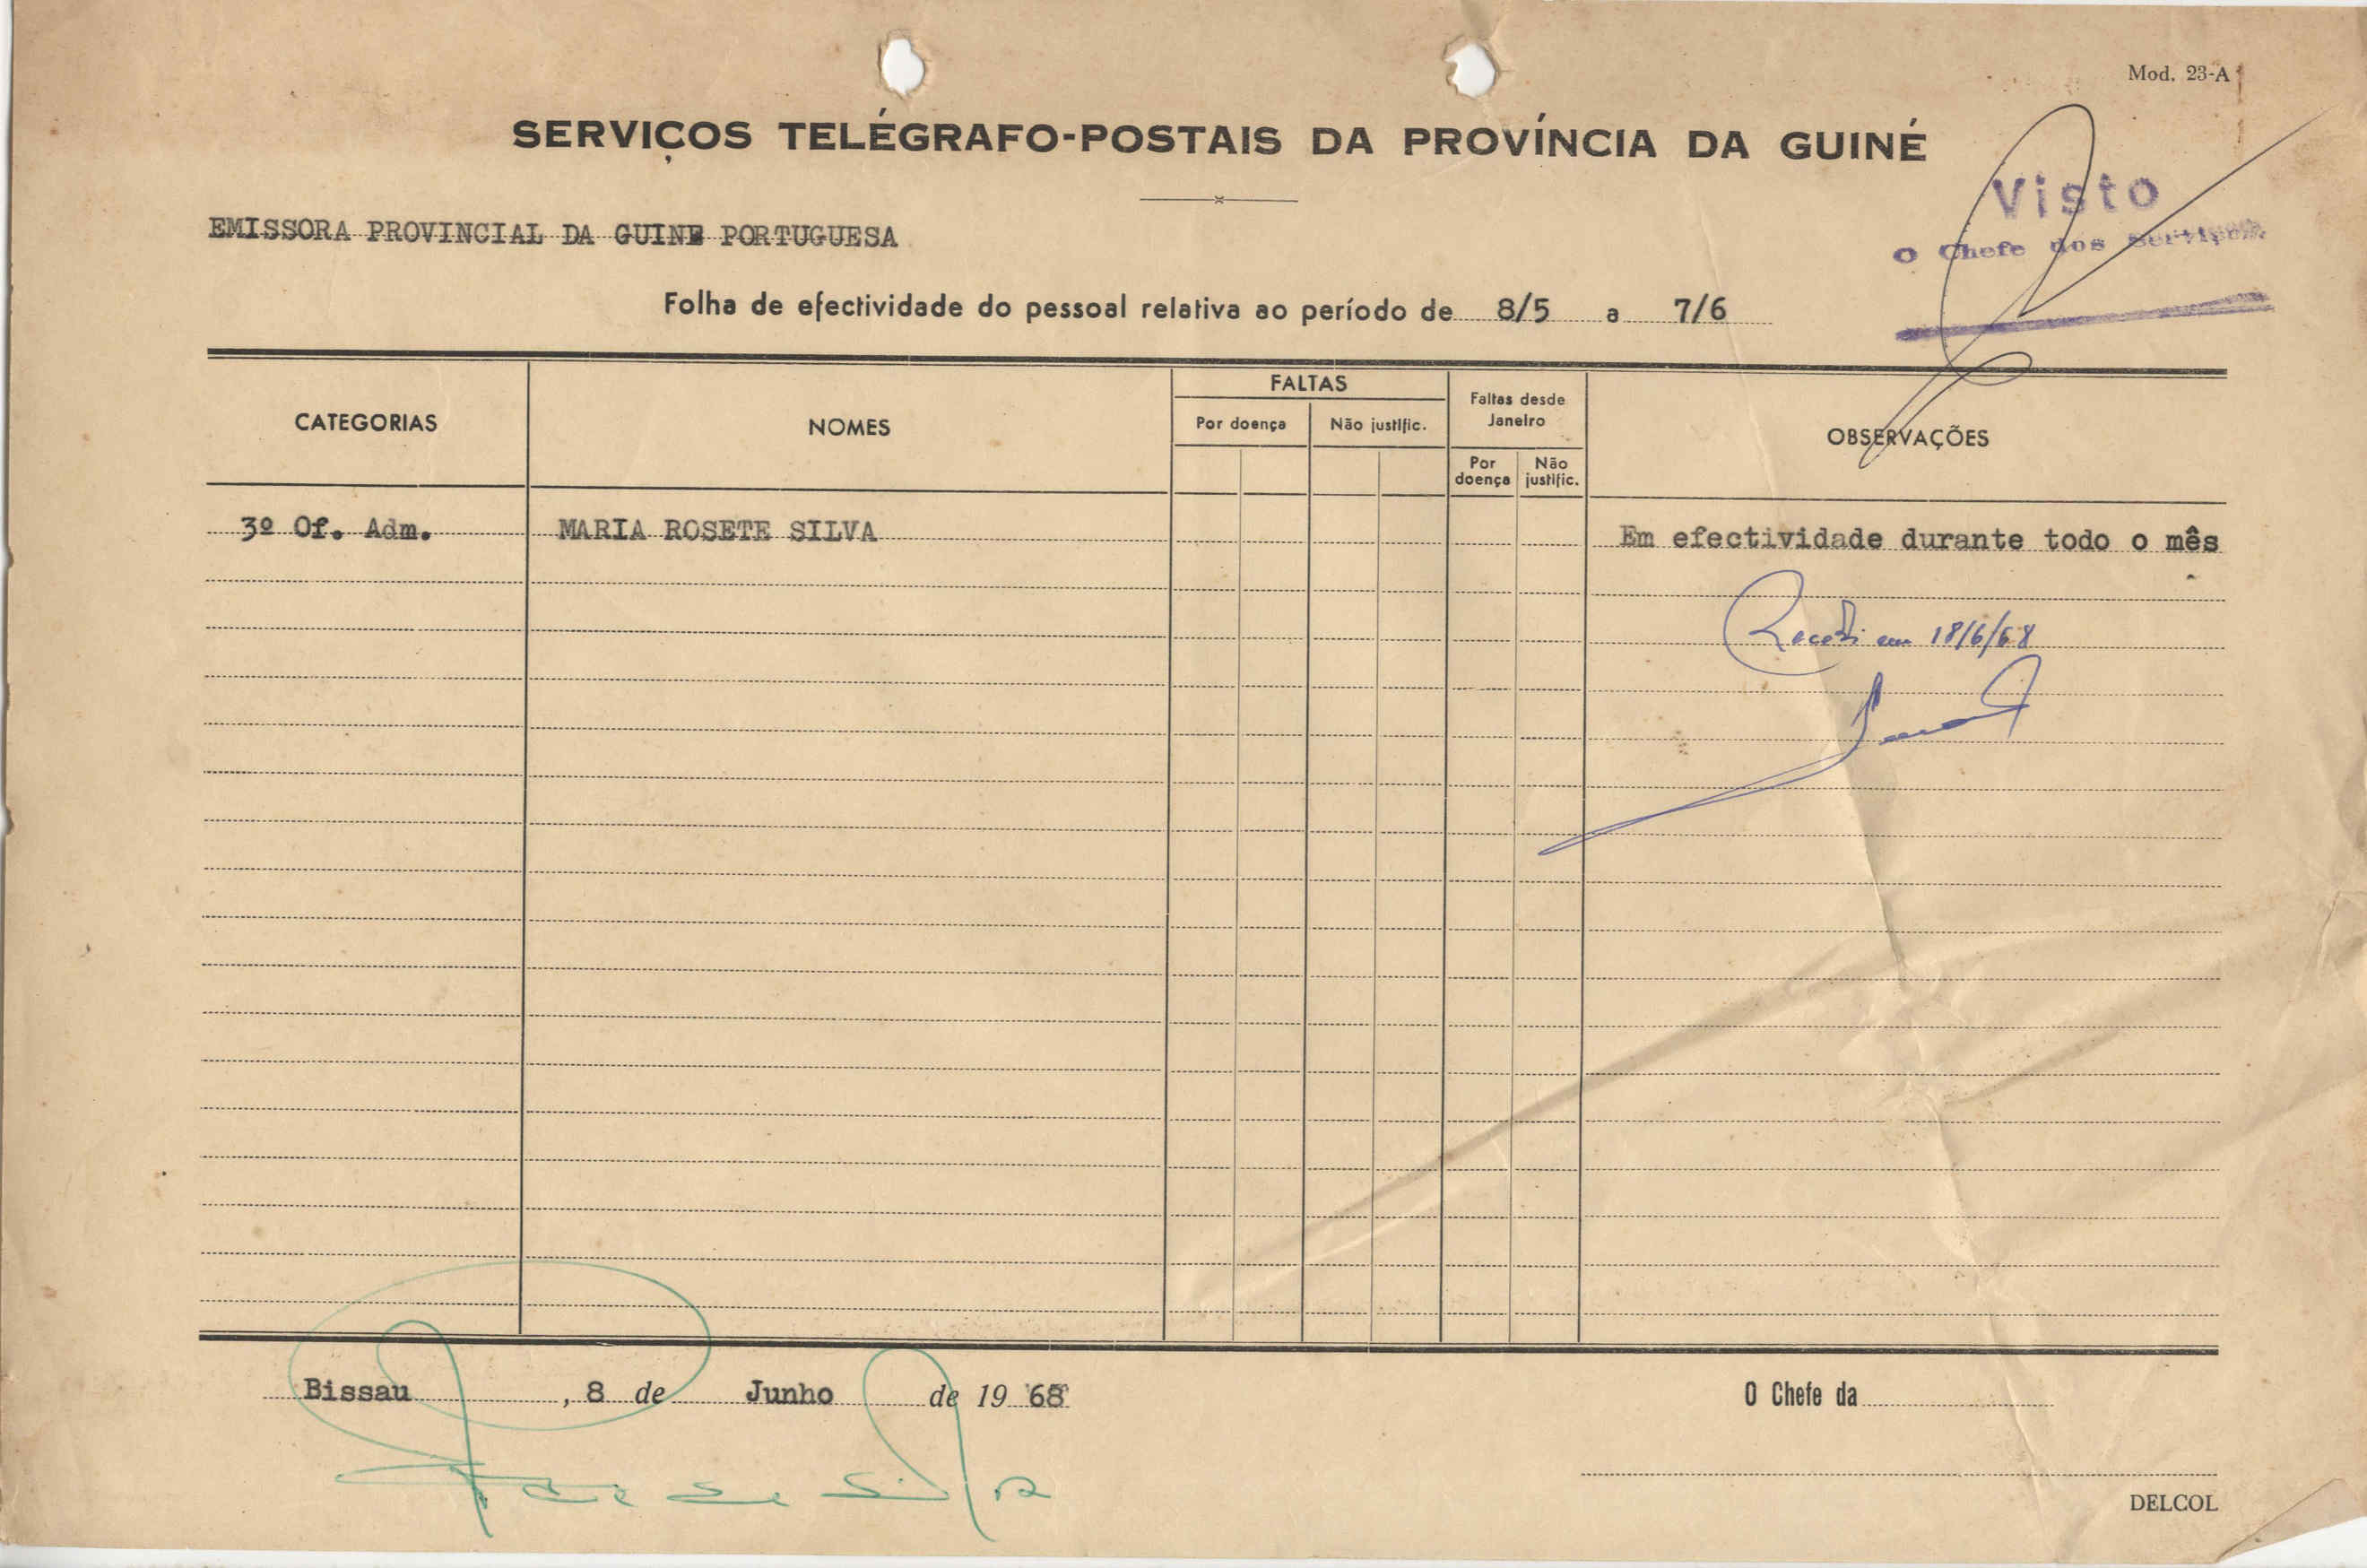 Mod. 23-A
SERVIÇOS TELÉGRAFO-POSTAIS DA PROVÍNCIA DA GUINÉ
Visto
O Chefe dos Serviços
EMISSORA PROVINCIAL DA GUINE PORTUGUESA
Folha de efectividade do pessoal relativa ao período de 8/5 a 7/6
CATEGORIAS
NOMES
FALTAS
Por doença
Não justific.
Faltas desde Janeiro
Por doença
Não justific.
OBSERVAÇÕES
3º Of. Adm. MARIA ROSETE SILVA Em efectividade durante todo o mês
Recebi em 18/6/68
Bissau, 8 de Junho de 1968
O Chefe da
DELCOL